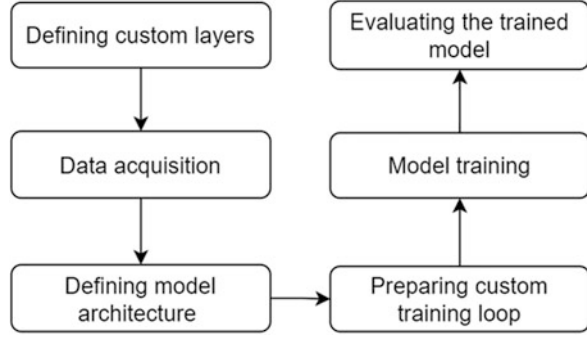 Defining custom layers
Data acquisition
Defining model
architecture
Preparing custom
training loop
Model training
Evaluating the trained
model